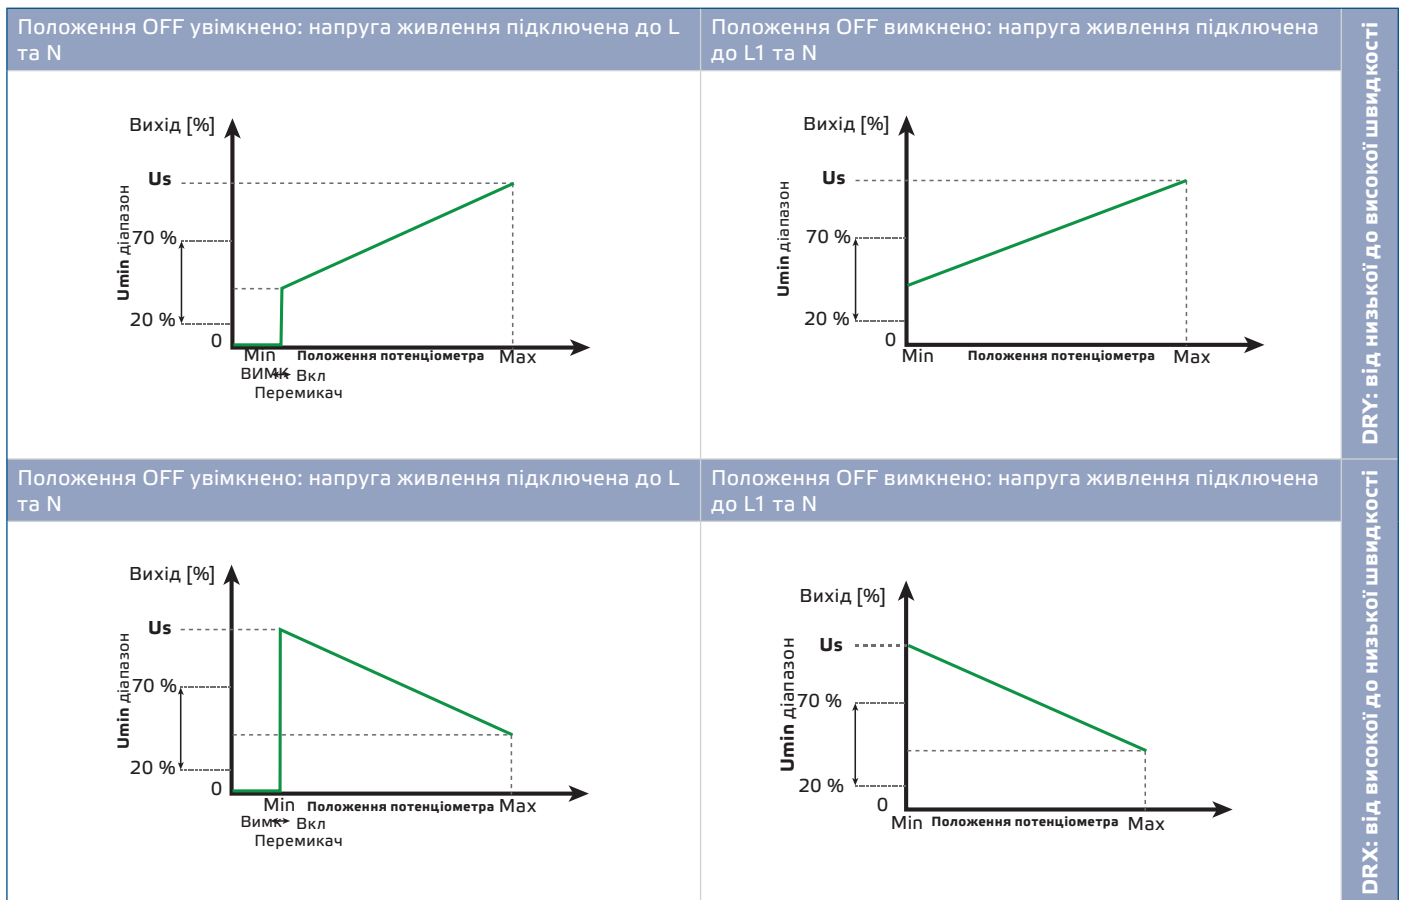 Положення OFF увімкнено: напруга живлення підключена до L
та N
Положення OFF вимкнено: напруга живлення підключена
до L1 та N
DRY: від низької до високої швидкості
Вихід [%]
Us
70 %
Umin діапазон
20 %
0
Min
Положення потенціометра
Max
ВИМК
Вкл
Перемикач
Вихід [%]
Us
70 %
Umin діапазон
20 %
0
Min
Положення потенціометра
Max
Положення OFF увімкнено: напруга живлення підключена до L
та N
Положення OFF вимкнено: напруга живлення підключена
до L1 та N
DRX: від високої до низької швидкості
Вихід [%]
Us
70 %
Umin діапазон
20 %
0
Min
Положення потенціометра
Max
Вимк
Вкл
Перемикач
Вихід [%]
Us
70 %
Umin діапазон
20 %
0
Min
Положення потенціометра
Max